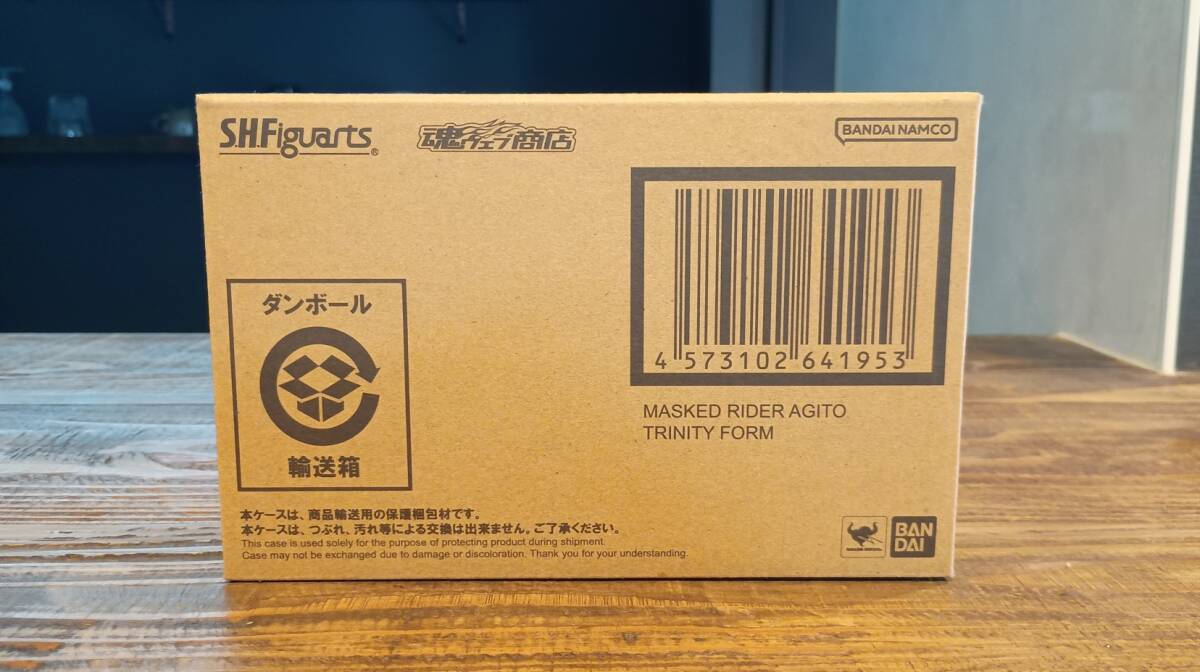 S.H.Figuarts®
魂ウェブ商店
BANDAI NAMCO
4 573102 641953
MASKED RIDER AGITO
TRINITY FORM
ダンボール
輸送箱
本ケースは、商品輸送用の保護梱包材です。
本ケースは、つぶれ、汚れ等による交換は出来ません。ご了承ください。
This case is used solely for the purpose of protecting product during shipment.
Case may not be exchanged due to damage or discoloration. Thank you for your understanding.
BAN
DAI